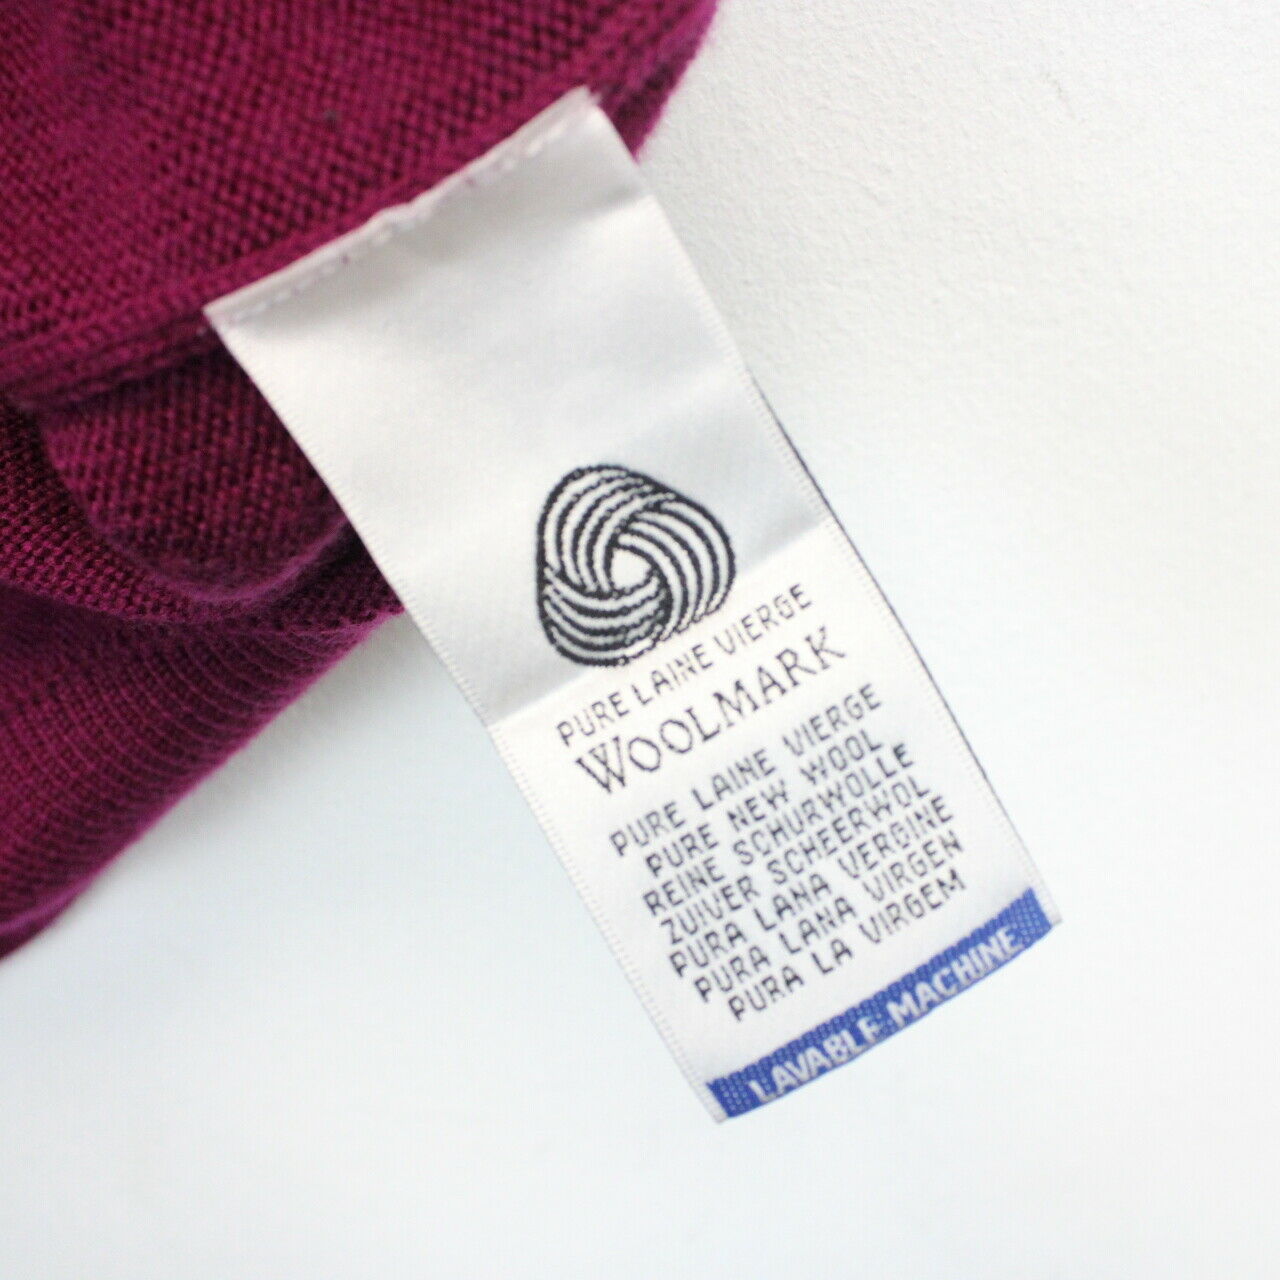 PURE LAINE VIERGE
WOOLMARK
PURE LAINE VIERGE
PURE NEW WOOL
REINE SCHURWOLLE
ZUIVER SCHEERWOL
PURA LANA VERGINE
PURA LANA VIRGEN
PURA LA VIRGEM
LAVABLE MACHINE